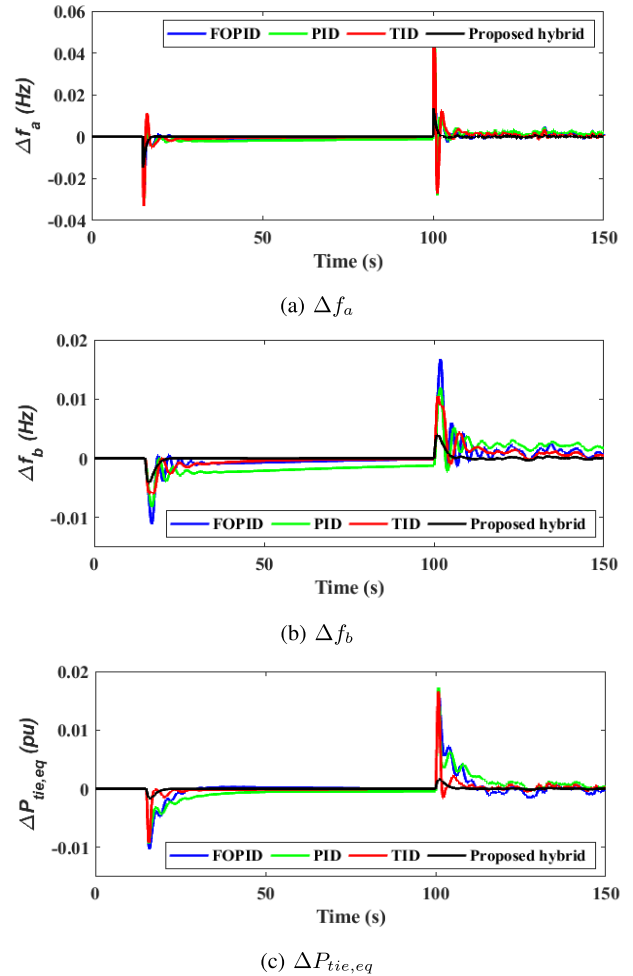 0.06
FOPID PID TID Proposed hybrid
0.04
0.02
0
-0.02
-0.04
Δf_a (Hz)
0 50 100 150
Time (s)
(a) Δf_a
0.02
0.01
0
-0.01
Δf_b (Hz)
FOPID PID TID Proposed hybrid
0 50 100 150
Time (s)
(b) Δf_b
0.02
0.01
0
-0.01
ΔP_tie,eq (pu)
FOPID PID TID Proposed hybrid
0 50 100 150
Time (s)
(c) ΔP_tie,eq